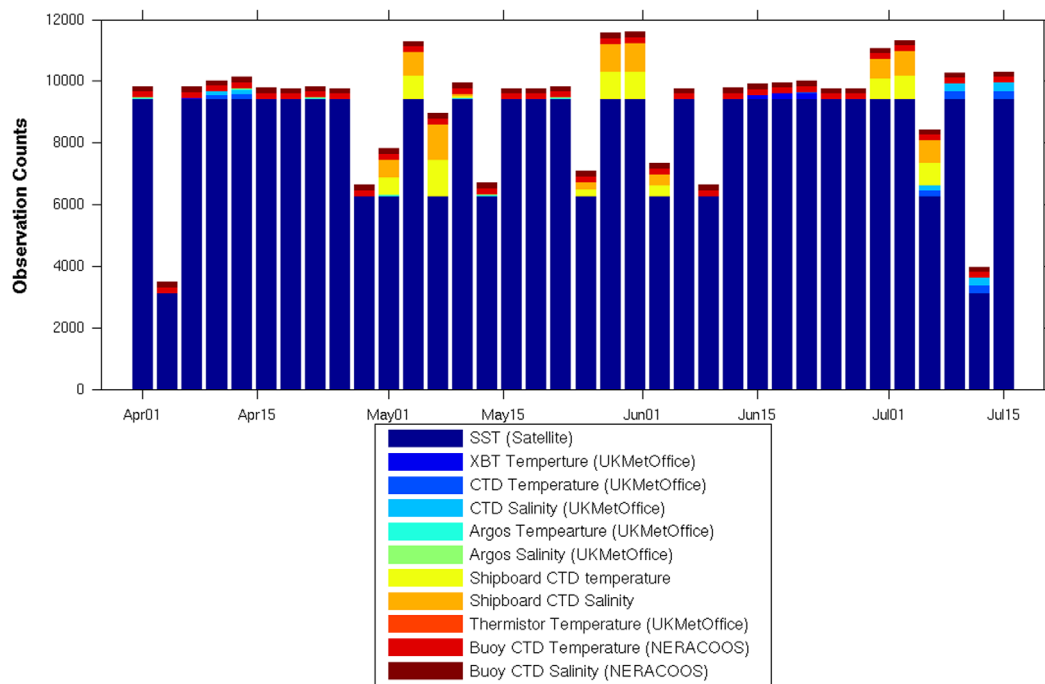 12000
10000
8000
6000
4000
2000
0
Observation Counts
Apr01 Apr15 May01 May15 Jun01 Jun15 Jul01 Jul15
SST (Satellite)
XBT Temperture (UKMetOffice)
CTD Temperature (UKMetOffice)
CTD Salinity (UKMetOffice)
Argos Tempearture (UKMetOffice)
Argos Salinity (UKMetOffice)
Shipboard CTD temperature
Shipboard CTD Salinity
Thermistor Temperature (UKMetOffice)
Buoy CTD Temperature (NERACOOS)
Buoy CTD Salinity (NERACOOS)